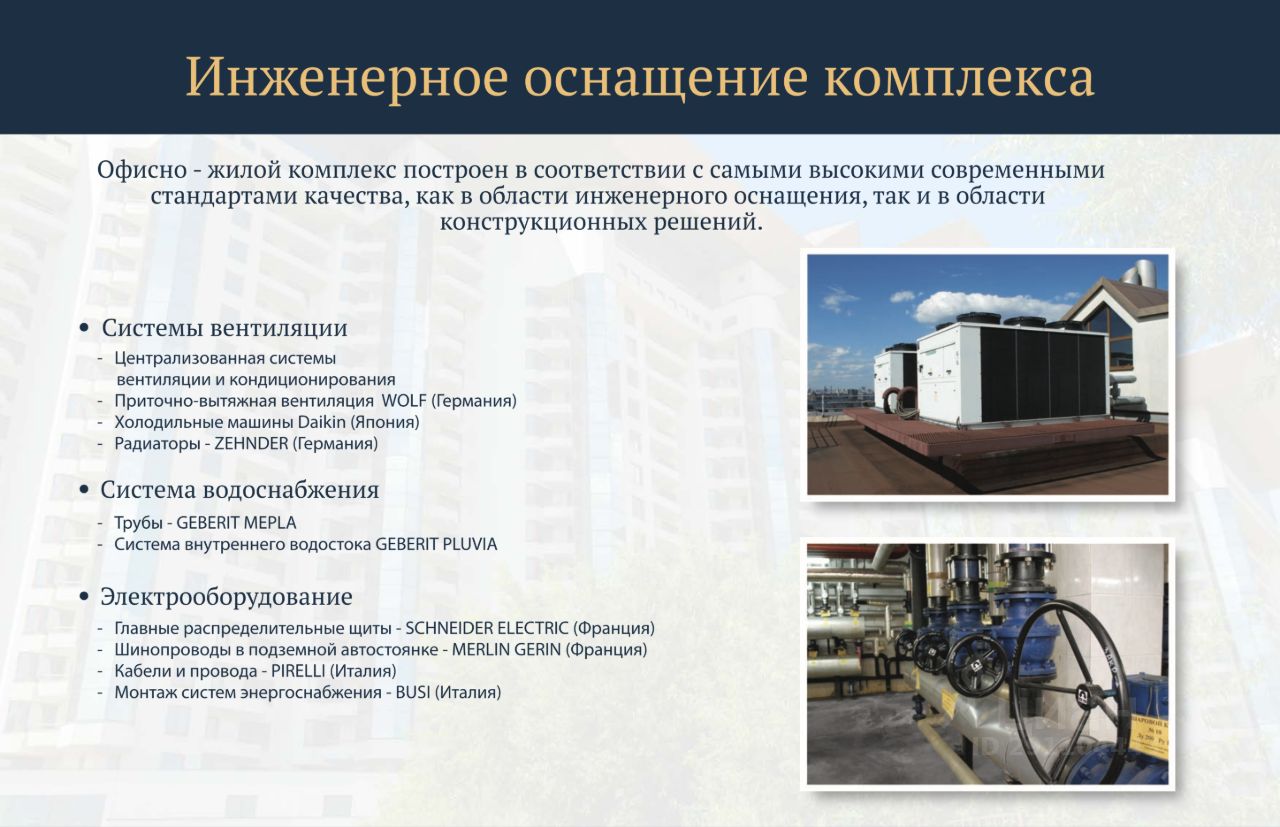 Инженерное оснащение комплекса
Офисно - жилой комплекс построен в соответствии с самыми высокими современными
стандартами качества, как в области инженерного оснащения, так и в области
конструкционных решений.
• Системы вентиляции
- Централизованная системы
вентиляции и кондиционирования
- Приточно-вытяжная вентиляция WOLF (Германия)
- Холодильные машины Daikin (Япония)
- Радиаторы - ZEHNDER (Германия)
• Система водоснабжения
- Трубы - GEBERIT MEPLA
- Система внутреннего водостока GEBERIT PLUVIA
• Электрооборудование
- Главные распределительные щиты - SCHNEIDER ELECTRIC (Франция)
- Шинопроводы в подземной автостоянке - MERLIN GERIN (Франция)
- Кабели и провода - PIRELLI (Италия)
- Монтаж систем энергоснабжения - BUSI (Италия)
ШАРОВОЙ